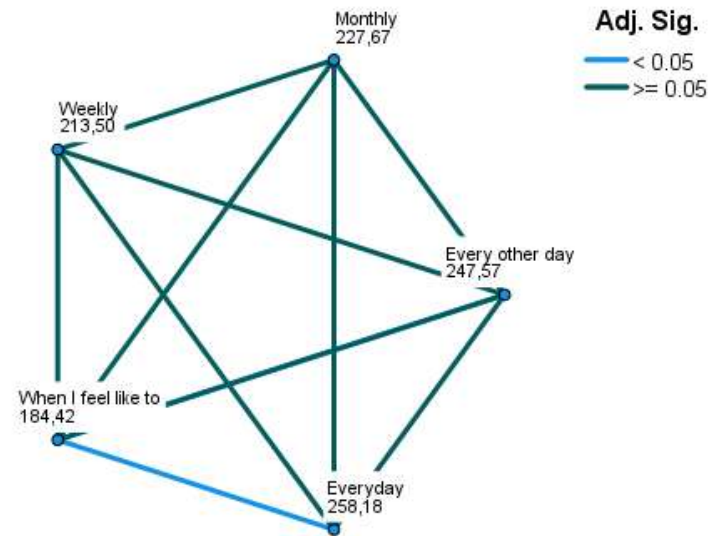 Monthly
227,67
Adj. Sig.
< 0.05
>= 0.05
Weekly
213,50
Every other day
247,57
When I feel like to
184,42
Everyday
258,18